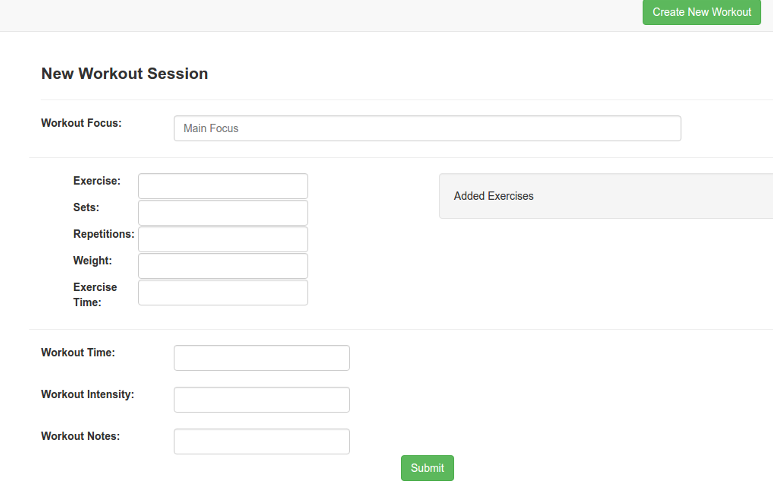 Create New Workout
New Workout Session
Workout Focus:
Main Focus
Exercise:
Added Exercises
Sets:
Repetitions:
Weight:
Exercise
Time:
Workout Time:
Workout Intensity:
Workout Notes:
Submit